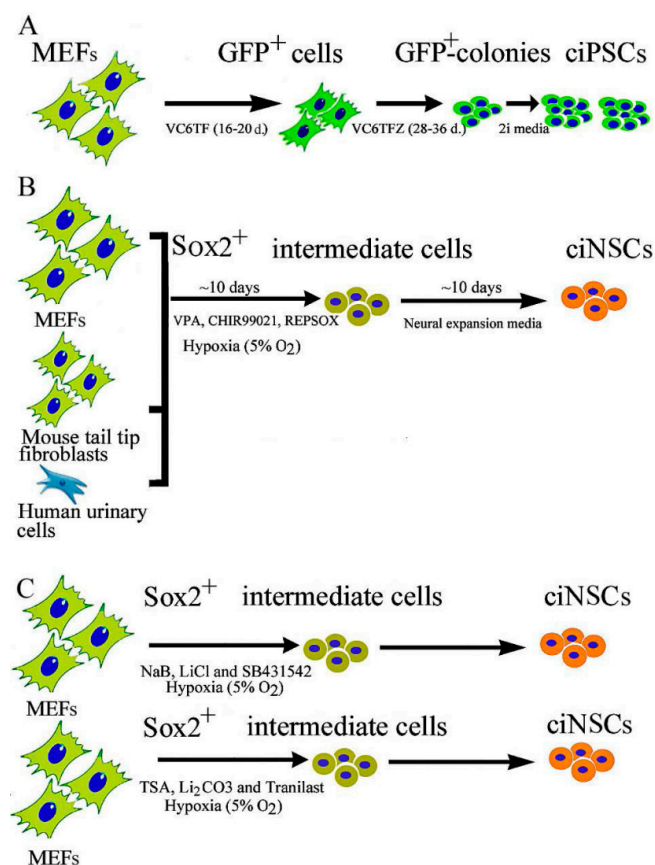 A
MEFs GFP⁺ cells GFP⁺-colonies ciPSCs
VC6TF (16-20 d.) VC6TFZ (28-36 d.) 2i media
B
Sox2⁺ intermediate cells ciNSCs
~10 days ~10 days
VPA, CHIR99021, REPSOX Neural expansion media
Hypoxia (5% O₂)
MEFs
Mouse tail tip
fibroblasts
Human urinary
cells
C
Sox2⁺ intermediate cells ciNSCs
NaB, LiCl and SB431542
Hypoxia (5% O₂)
MEFs
Sox2⁺ intermediate cells ciNSCs
TSA, Li₂CO3 and Tranilast
Hypoxia (5% O₂)
MEFs